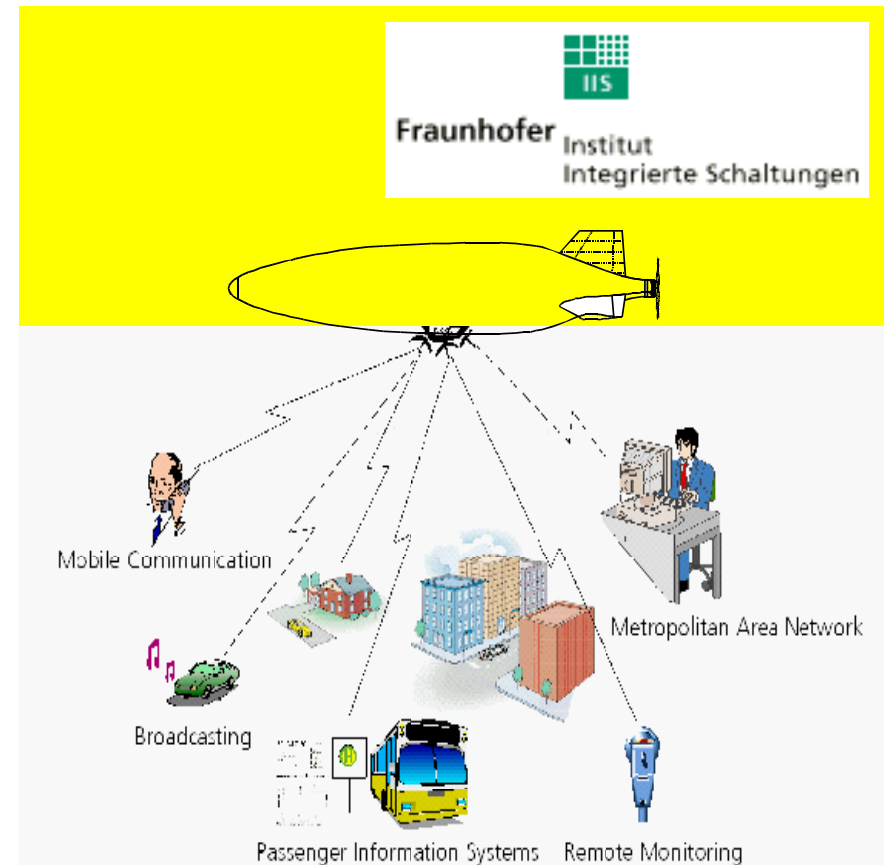 IIS
Fraunhofer
Institut
Integrierte Schaltungen
Mobile Communication
Metropolitan Area Network
Broadcasting
H
Passenger Information Systems
Remote Monitoring